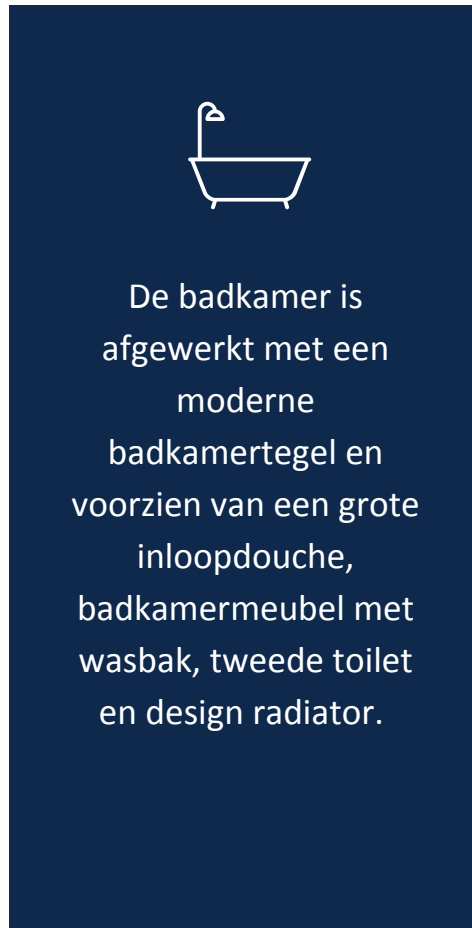 De badkamer is
afgewerkt met een
moderne
badkamertegel en
voorzien van een grote
inloopdouche,
badkamermeubel met
wasbak, tweede toilet
en design radiator.